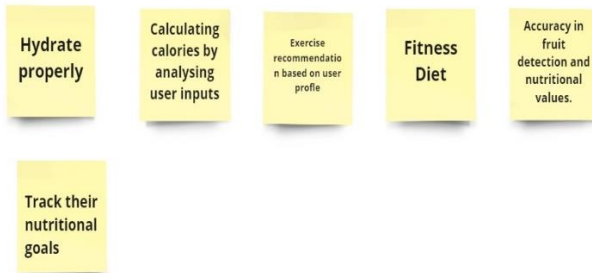 Hydrate
properly
Calculating
calories by
analysing
user inputs
Exercise
recommendatio
n based on user
profle
Fitness
Diet
Accuracy in
fruit
detection and
nutritional
values.
Track their
nutritional
goals